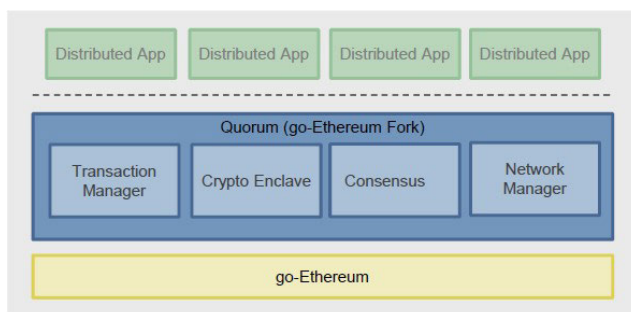 Distributed App Distributed App Distributed App Distributed App
Quorum (go-Ethereum Fork)
Transaction
Manager
Crypto Enclave
Consensus
Network
Manager
go-Ethereum